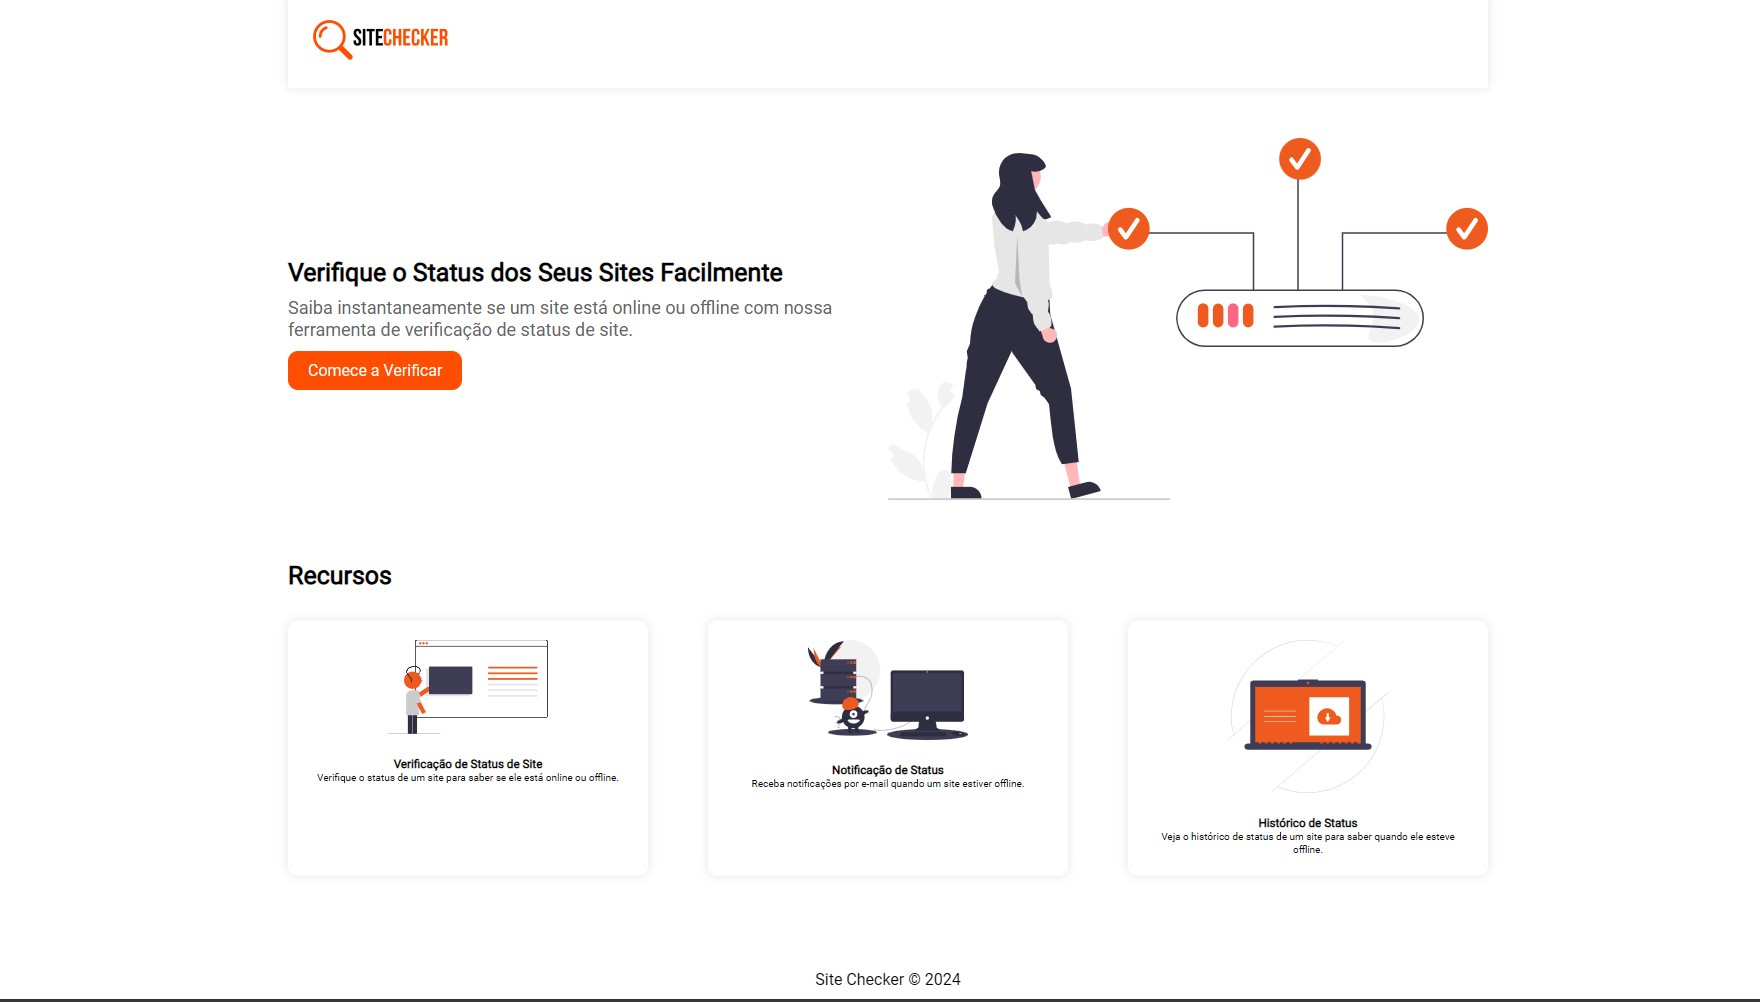 SITECHECKER
Verifique o Status dos Seus Sites Facilmente
Saiba instantaneamente se um site está online ou offline com nossa
ferramenta de verificação de status de site.
Comece a Verificar
Recursos
Verificação de Status de Site
Verifique o status de um site para saber se ele está online ou offline.
Notificação de Status
Receba notificações por e-mail quando um site estiver offline.
Histórico de Status
Veja o histórico de status de um site para saber quando ele esteve
offline.
Site Checker © 2024